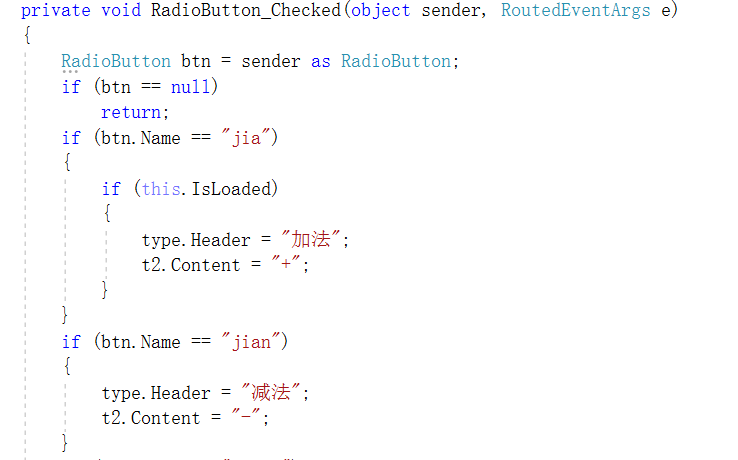 private void RadioButton_Checked(object sender, RoutedEventArgs e)
{
RadioButton btn = sender as RadioButton;
if (btn == null)
return;
if (btn.Name == "jia")
{
if (this.IsLoaded)
{
type.Header = "加法";
t2.Content = "+";
}
}
if (btn.Name == "jian")
{
type.Header = "减法";
t2.Content = "-";
}